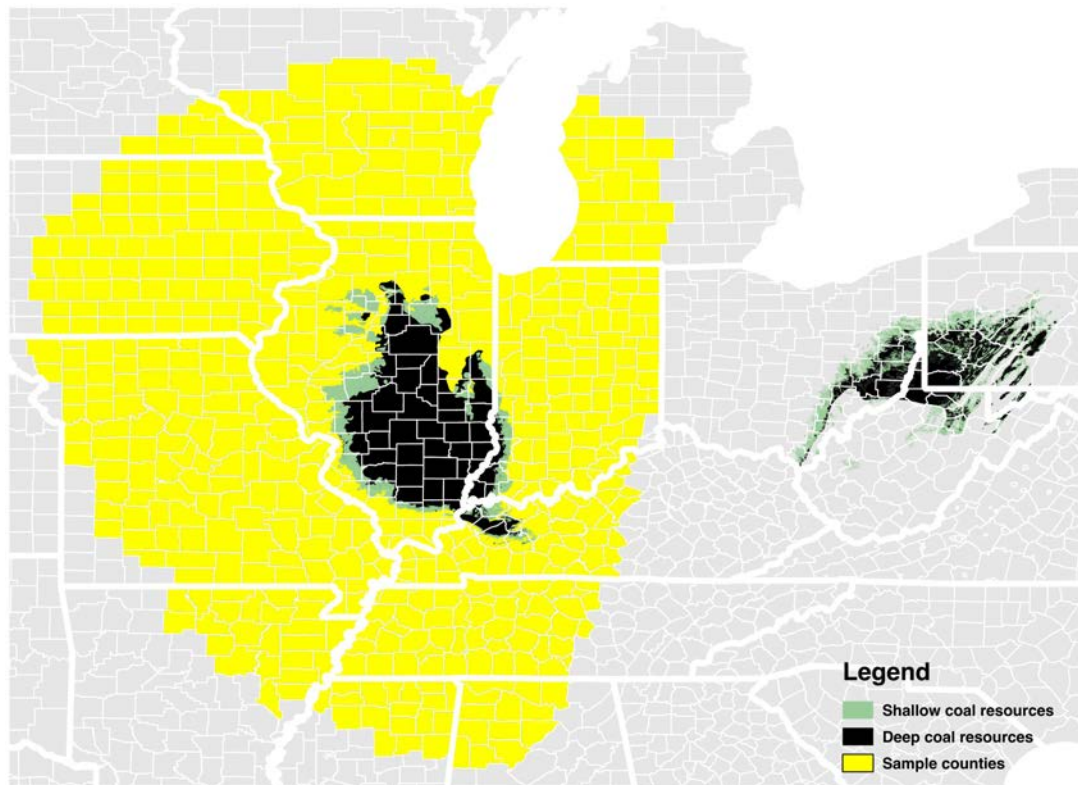 Legend
Shallow coal resources
Deep coal resources
Sample counties